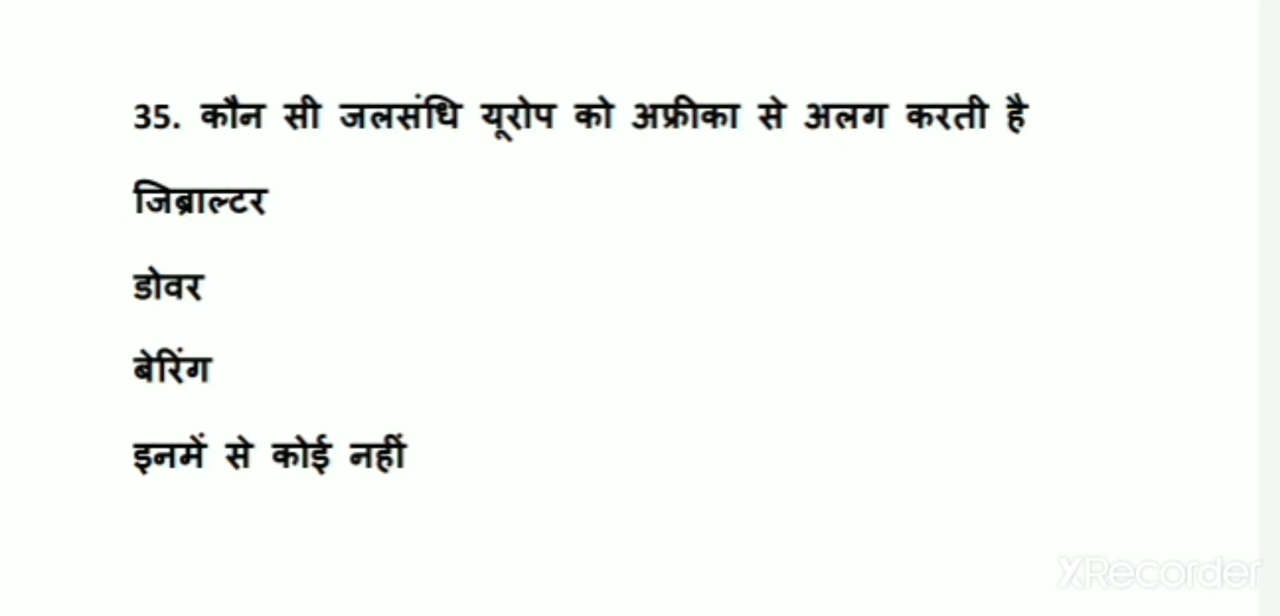 35. कौन सी जलसंधि यूरोप को अफ्रीका से अलग करती है
जिब्राल्टर
डोवर
बेरिंग
इनमें से कोई नहीं
XRecorder